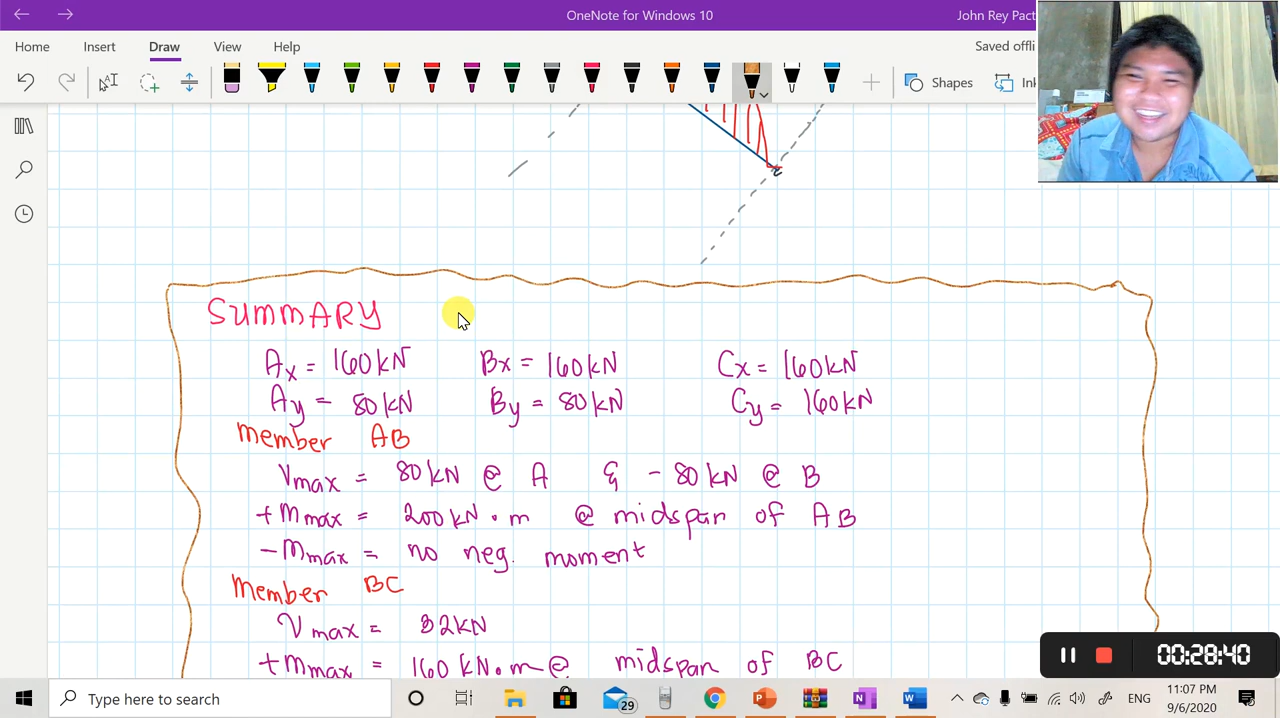 OneNote for Windows 10
John Rey Pact
Home Insert Draw View Help
Saved offli
Shapes
Ink
SUMMARY
Ax = 160kN Bx = 160kN Cx = 160kN
Ay = 80kN By = 80kN Cy = 160kN
Member AB
Vmax = 80kN @ A & -80kN @ B
+Mmax = 200kN·m @ midspan of AB
-Mmax = no neg. moment
Member BC
Vmax = 32kN
+Mmax = 160 kN·m @ midspan of BC
00:28:40
Type here to search
29
ENG
11:07 PM
9/6/2020